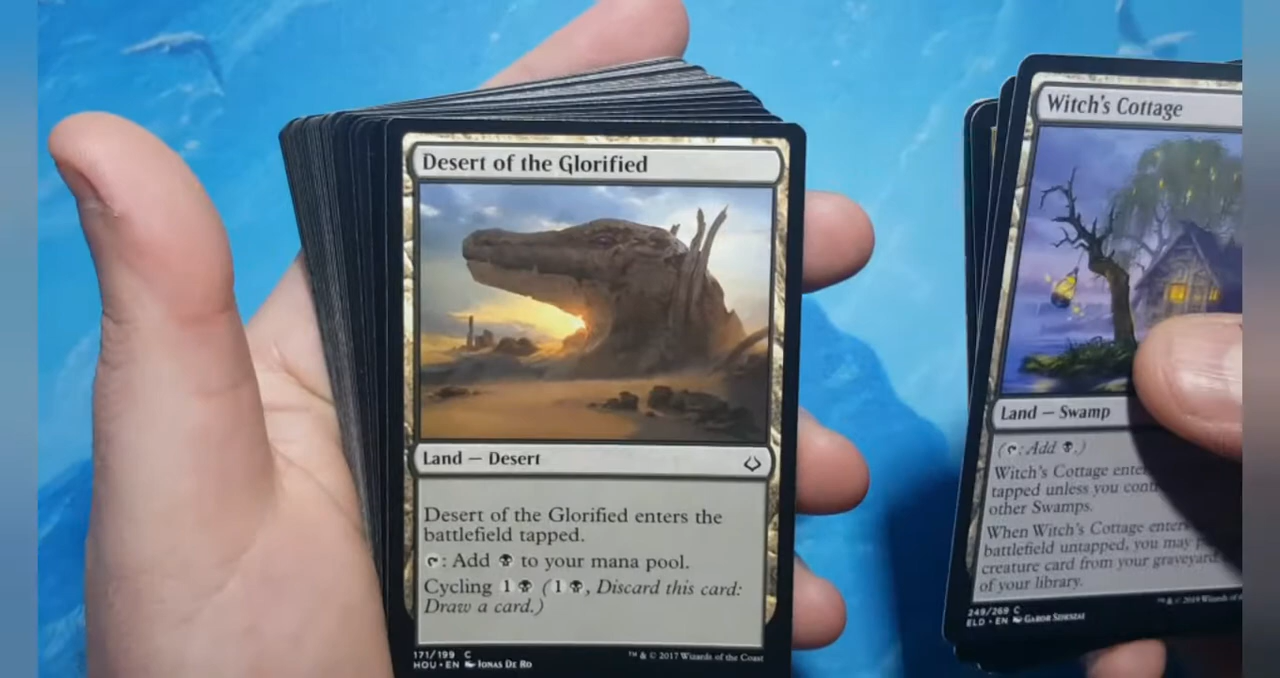 Desert of the Glorified
Land — Desert
Desert of the Glorified enters the
battlefield tapped.
: Add to your mana pool.
Cycling 1 (1 , Discard this card:
Draw a card.)
171/199 C
HOU • EN Jonas De Ro
™ & © 2017 Wizards of the Coast
Witch's Cottage
Land — Swamp
( : Add .)
Witch's Cottage
tapped unless you
other Swamps.
When Witch's Cottage enters
battlefield untapped, you may
creature card from your graveyard
of your library.
249/269 C
ELD • EN Gabor Szikszai
™ & © 2019 Wizards of